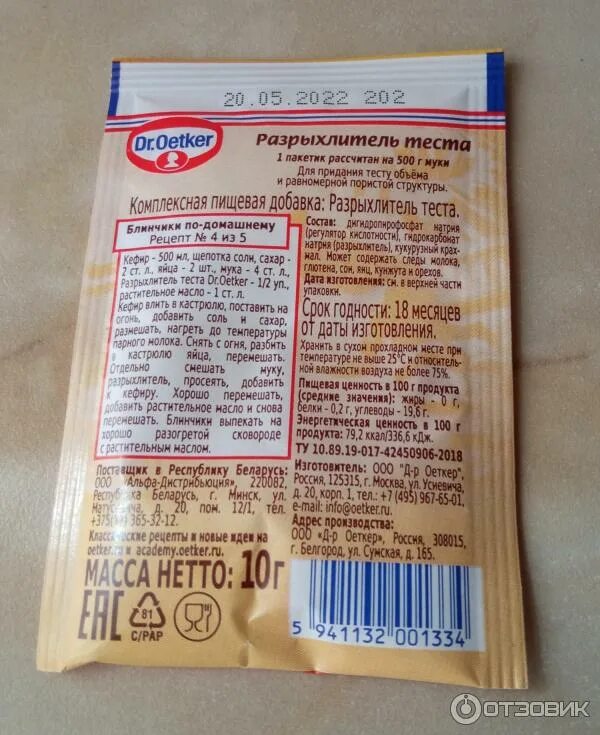 20.05.2022 202
Dr.Oetker
Разрыхлитель теста
1 пакетик рассчитан на 500 г муки
Для придания тесту объёма
и равномерной пористой структуры.
Комплексная пищевая добавка: Разрыхлитель теста.
Блинчики по-домашнему
Рецепт № 4 из 5
Кефир - 500 мл, щепотка соли, сахар -
2 ст. л., яйца - 2 шт., мука - 4 ст. л.,
Разрыхлитель теста Dr.Oetker - 1/2 уп.,
растительное масло - 1 ст. л.
Кефир влить в кастрюлю, поставить на
огонь, добавить соль и сахар,
размешать, нагреть до температуры
парного молока. Снять с огня, разбить
в кастрюлю яйца, перемешать.
Отдельно смешать муку,
разрыхлитель, просеять, добавить
к кефиру. Хорошо перемешать,
добавить растительное масло и снова
перемешать. Блинчики выпекать на
хорошо разогретой сковороде
с растительным маслом.
Состав: дигидропирофосфат натрия
(регулятор кислотности), гидрокарбонат
натрия (разрыхлитель), кукурузный крах-
мал. Может содержать следы молока,
глютена, сои, яиц, кунжута и орехов.
Дата изготовления: см. в верхней части
упаковки.
Срок годности: 18 месяцев
от даты изготовления.
Хранить в сухом прохладном месте при
температуре не выше 25°С и относитель-
ной влажности воздуха не более 75%.
Пищевая ценность в 100 г продукта
(средние значения): жиры - 0 г,
белки - 0,2 г, углеводы - 19,6 г.
Энергетическая ценность в 100 г
продукта: 79,2 ккал/336,6 кДж.
ТУ 10.89.19-017-42450906-2018
Поставщик в Республику Беларусь:
ООО "Альфа-Дистрибьюция", 220082,
Республика Беларусь, г. Минск, ул.
д. 20, пом. 12/1, тел.
365-32-12.
Классические рецепты и новые идеи на
oetker.ru и academy.oetker.ru.
Изготовитель: ООО "Д-р Оеткер",
Россия, 125315, г. Москва, ул. Усиевича,
д. 20, корп. 1, тел.: +7 (495) 967-65-01,
e-mail: info@oetker.ru
Адрес производства:
ООО «Д-р Оеткер», Россия, 308015,
г. Белгород, ул. Сумская, д. 165.
МАССА НЕТТО: 10 г
EAC
81
C/PAP
5 941132 001334
ОТЗОВИК